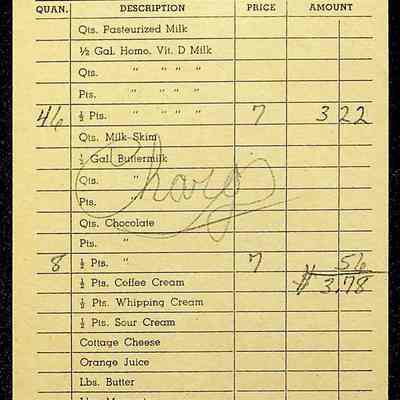 QUAN. DESCRIPTION PRICE AMOUNT
Qts. Pasteurized Milk
½ Gal. Homo. Vit. D Milk
Qts. " " " "
Pts. " " " "
46 ½ Pts. " " " " 7 3 22
Qts. Milk-Skim
½ Gal. Buttermilk
Qts. "
Pts. "
Charge
Qts. Chocolate
Pts. "
8 ½ Pts. " 7 56
½ Pts. Coffee Cream $ 3.78
½ Pts. Whipping Cream
½ Pts. Sour Cream
Cottage Cheese
Orange Juice
Lbs. Butter